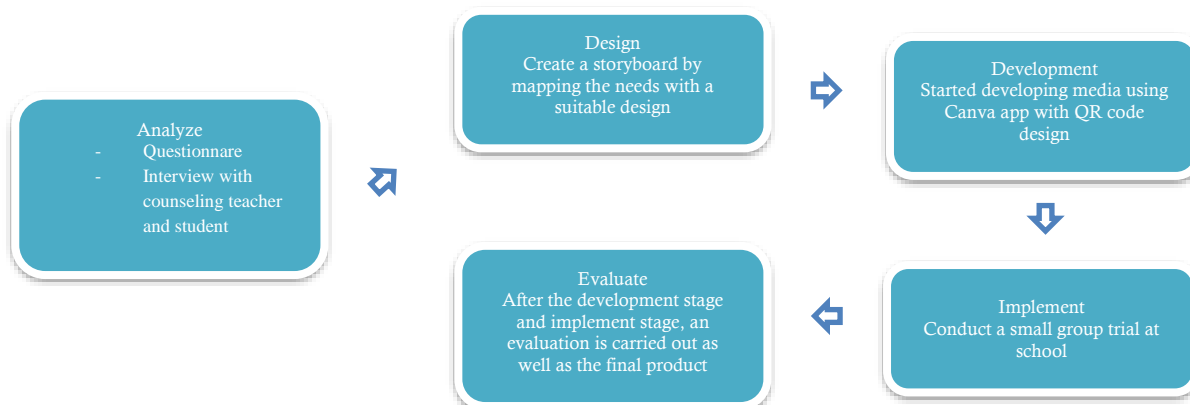 Analyze
- Questionnare
- Interview with
counseling teacher
and student
Design
Create a storyboard by
mapping the needs with a
suitable design
Development
Started developing media using
Canva app with QR code
design
Implement
Conduct a small group trial at
school
Evaluate
After the development stage
and implement stage, an
evaluation is carried out as
well as the final product